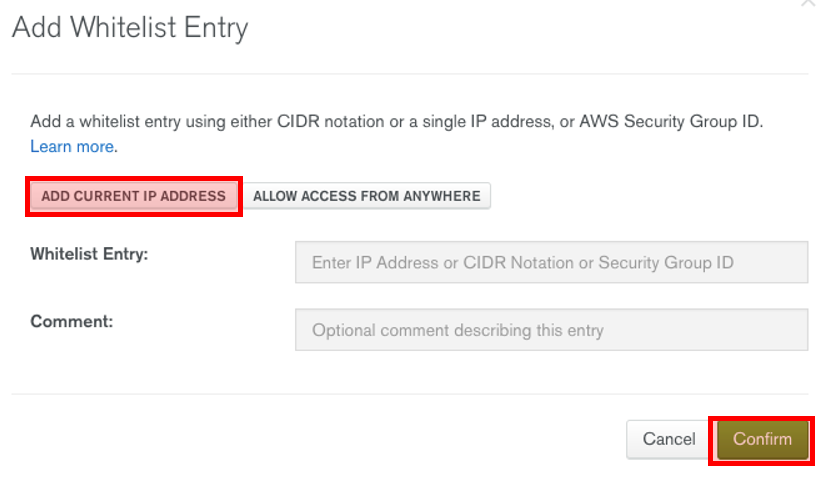 Add Whitelist Entry
Add a whitelist entry using either CIDR notation or a single IP address, or AWS Security Group ID.
Learn more.
ADD CURRENT IP ADDRESS ALLOW ACCESS FROM ANYWHERE
Whitelist Entry: Enter IP Address or CIDR Notation or Security Group ID
Comment: Optional comment describing this entry
Cancel Confirm